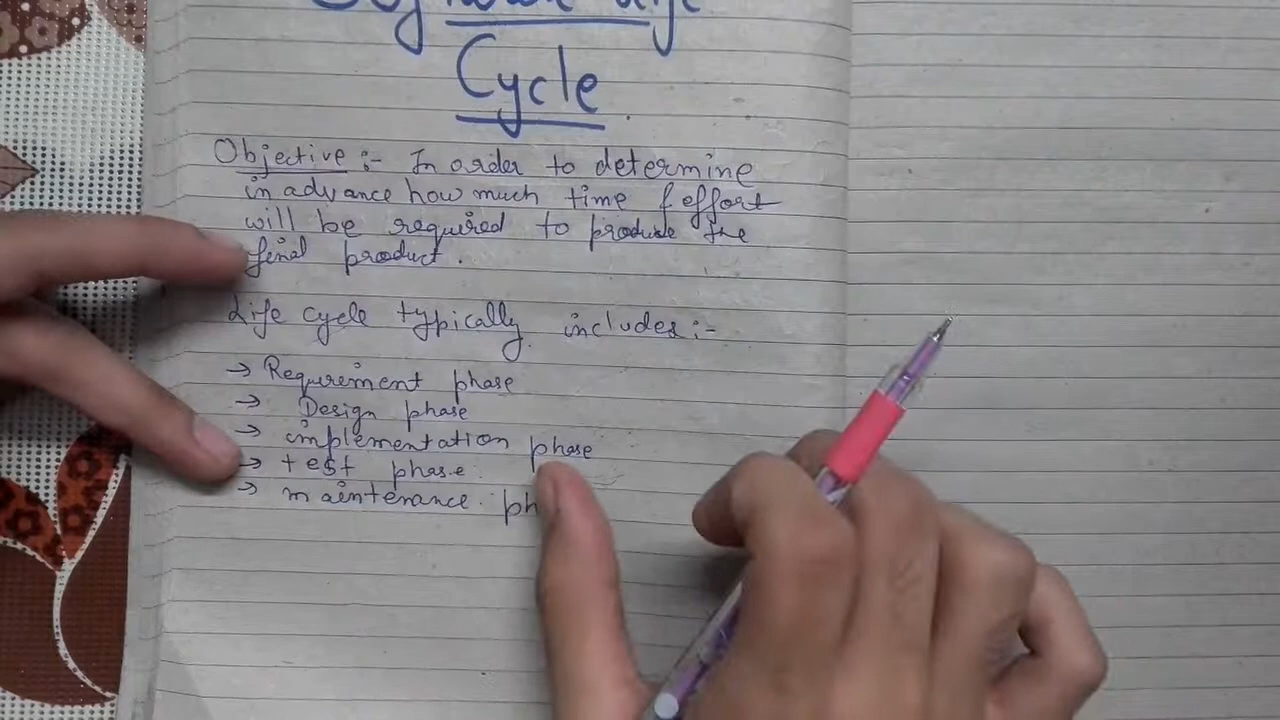 Cycle
Objective :- In order to determine
in advance how much time & effort
will be required to produce the
final product.
Life cycle typically includes :-
→ Requrement phase
→ Design phase
→ implementation phase
→ test phase.
→ maintenance.